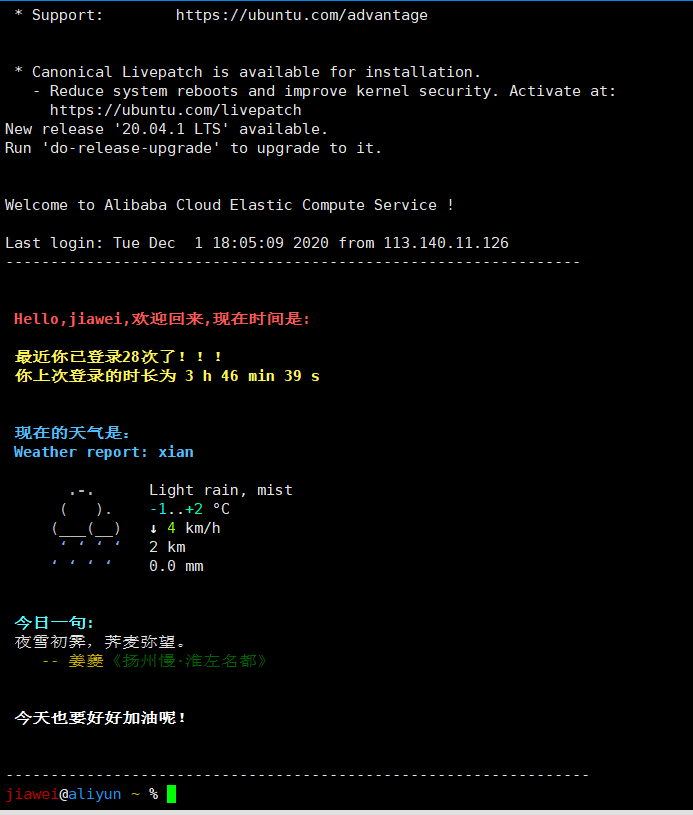 * Support:        https://ubuntu.com/advantage
* Canonical Livepatch is available for installation.
- Reduce system reboots and improve kernel security. Activate at:
https://ubuntu.com/livepatch
New release '20.04.1 LTS' available.
Run 'do-release-upgrade' to upgrade to it.
Welcome to Alibaba Cloud Elastic Compute Service !
Last login: Tue Dec  1 18:05:09 2020 from 113.140.11.126
----------------------------------------------------------------
Hello,jiawei,欢迎回来,现在时间是:
最近你已登录28次了!!!
你上次登录的时长为 3 h 46 min 39 s
现在的天气是:
Weather report: xian
.-.      Light rain, mist
(   ).    -1..+2 °C
(___(__)   ↓ 4 km/h
‘ ‘ ‘ ‘   2 km
‘ ‘ ‘ ‘    0.0 mm
今日一句:
夜雪初霁，荠麦弥望。
-- 姜夔《扬州慢·淮左名都》
今天也要好好加油呢!
-----------------------------------------------------------------
jiawei@aliyun ~ %